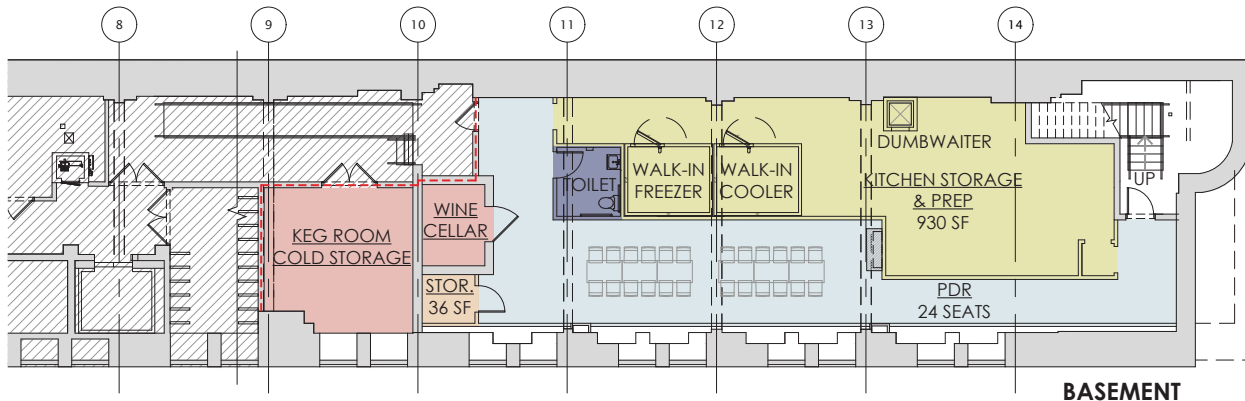 8
9
10
11
12
13
14
DUMBWAITER
TOILET
WALK-IN
FREEZER
WALK-IN
COOLER
KITCHEN STORAGE
& PREP
930 SF
UP
WINE
CELLAR
KEG ROOM
COLD STORAGE
STOR.
36 SF
PDR
24 SEATS
BASEMENT